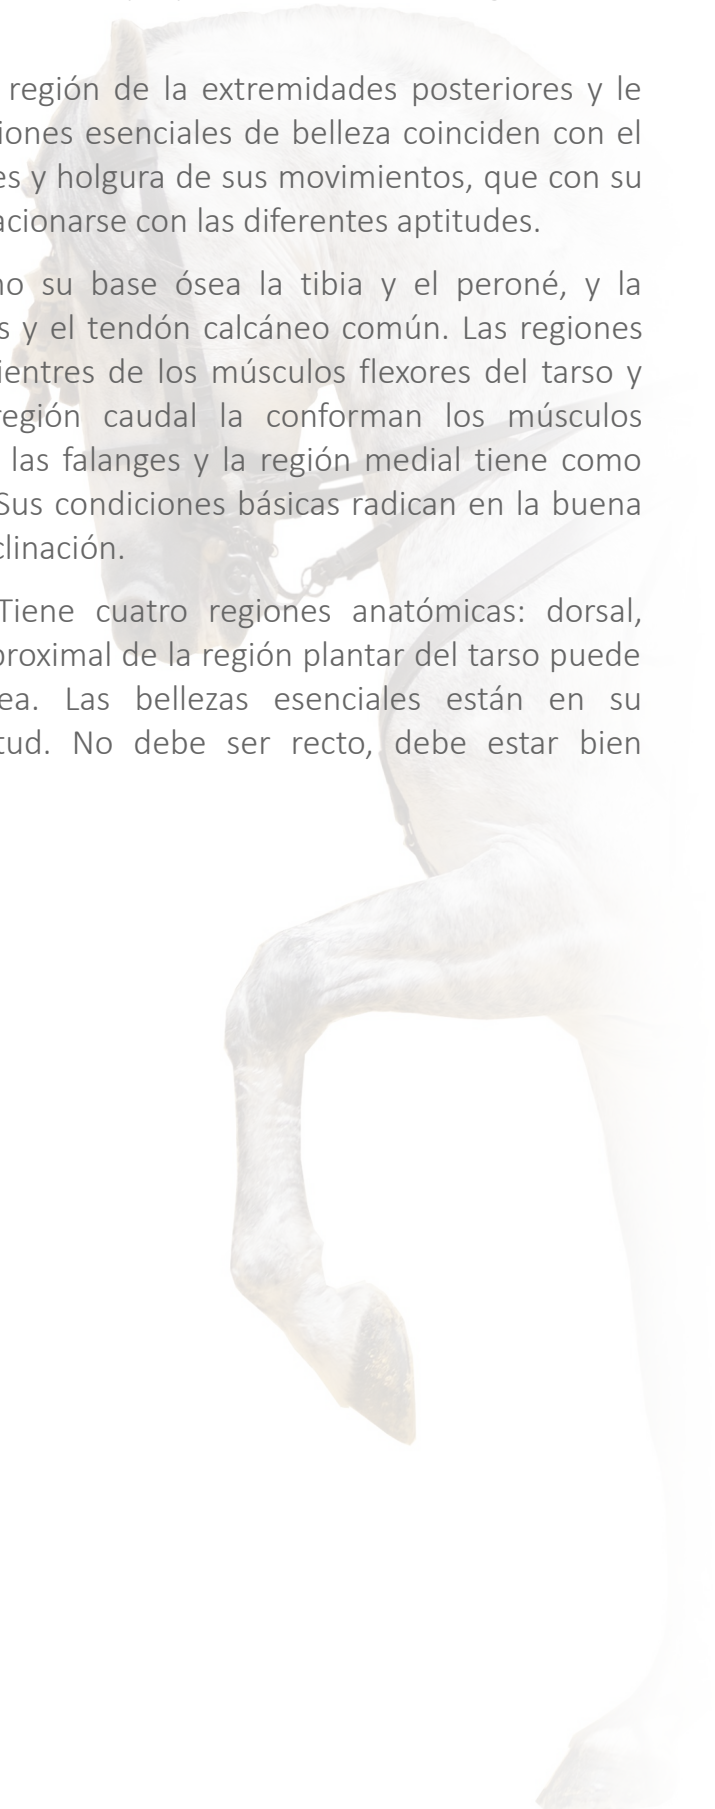 región de la extremidades posteriores y le
iones esenciales de belleza coinciden con el
es y holgura de sus movimientos, que con su
acionarse con las diferentes aptitudes.
no su base ósea la tibia y el peroné, y la
s y el tendón calcáneo común. Las regiones
ientres de los músculos flexores del tarso y
región caudal la conforman los músculos
las falanges y la región medial tiene como
Sus condiciones básicas radican en la buena
clinación.
Tiene cuatro regiones anatómicas: dorsal,
proximal de la región plantar del tarso puede
ea. Las bellezas esenciales están en su
tud. No debe ser recto, debe estar bien